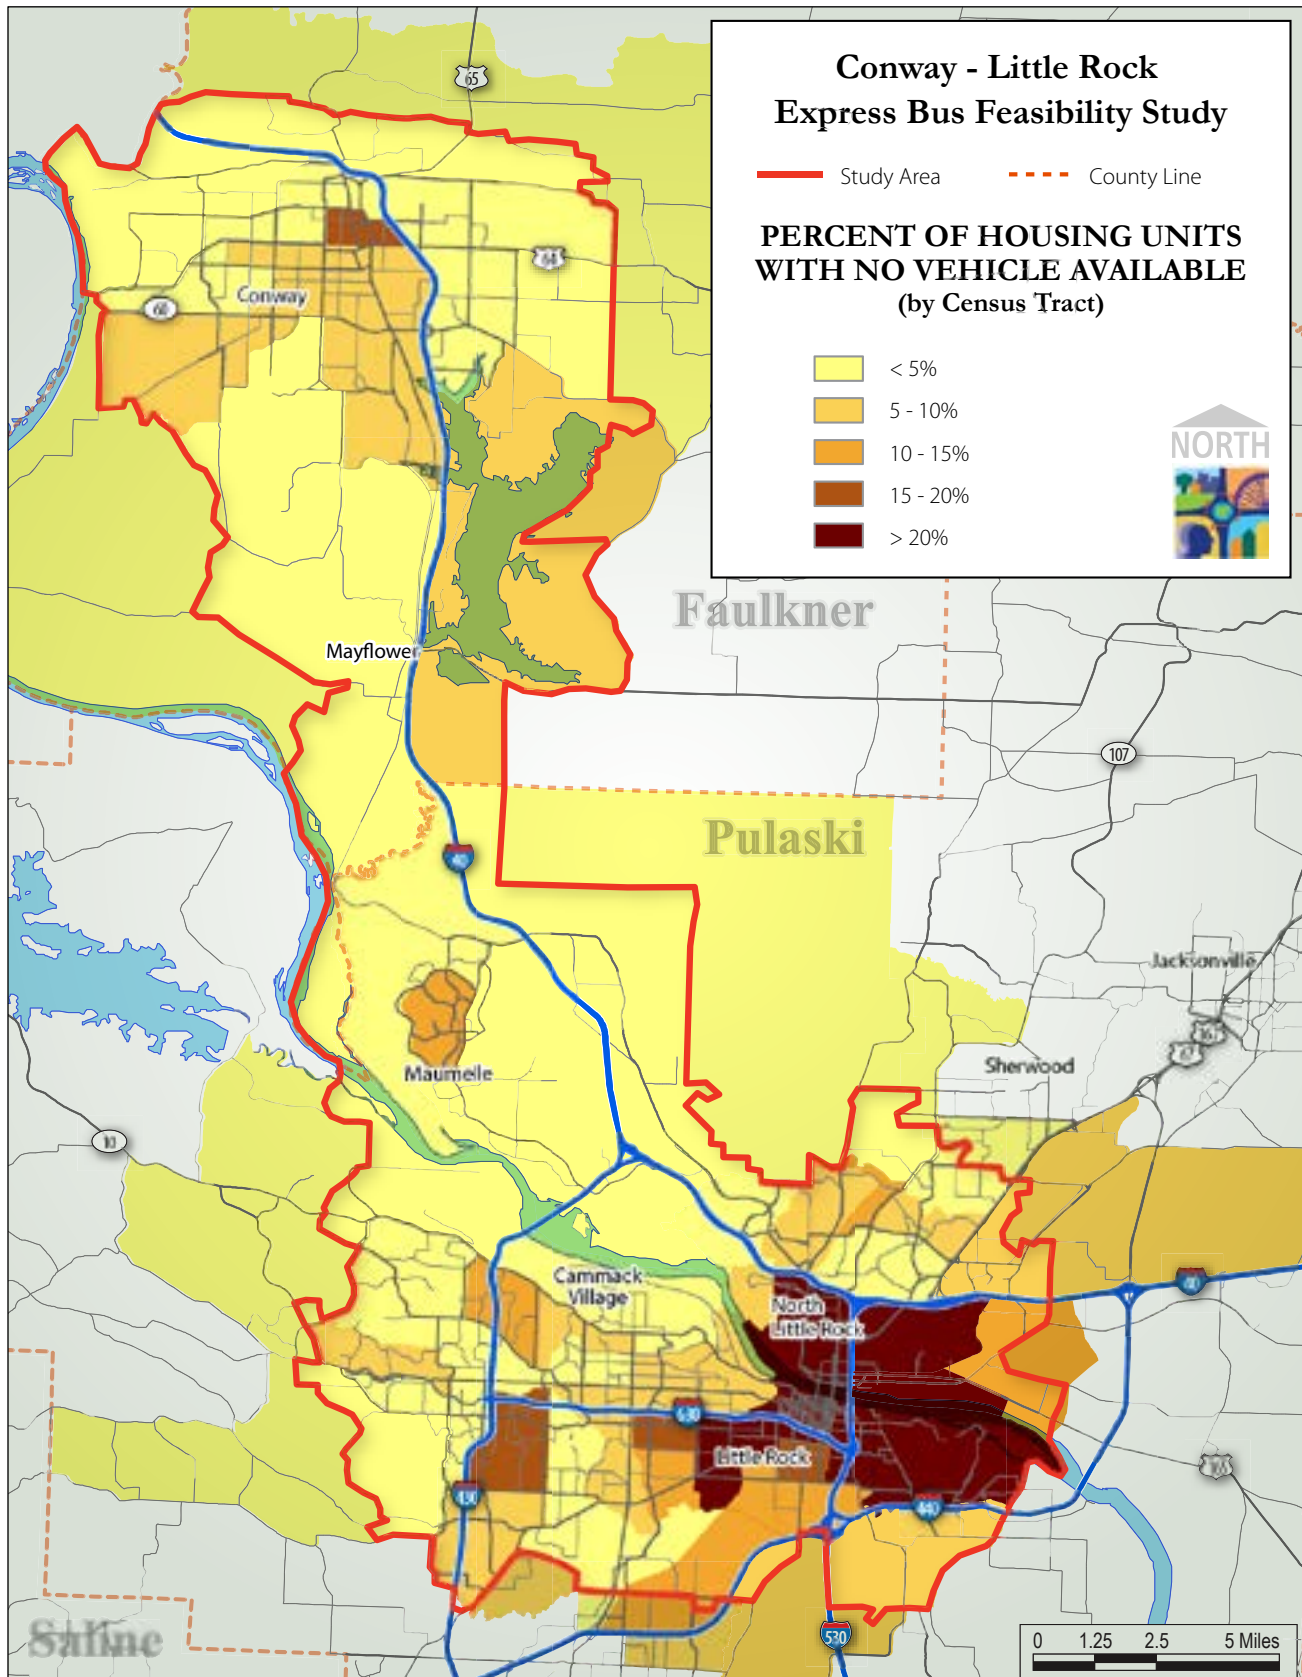 Conway - Little Rock
Express Bus Feasibility Study
Study Area
County Line
PERCENT OF HOUSING UNITS
WITH NO VEHICLE AVAILABLE
(by Census Tract)
< 5%
5 - 10%
10 - 15%
15 - 20%
> 20%
NORTH
65
64
60
Conway
Faulkner
Mayflower
107
Pulaski
40
Jacksonville
161
67
Sherwood
Maumelle
10
40
Cammack
Village
North
Little Rock
630
Little Rock
165
430
440
530
Saline
0 1.25 2.5 5 Miles